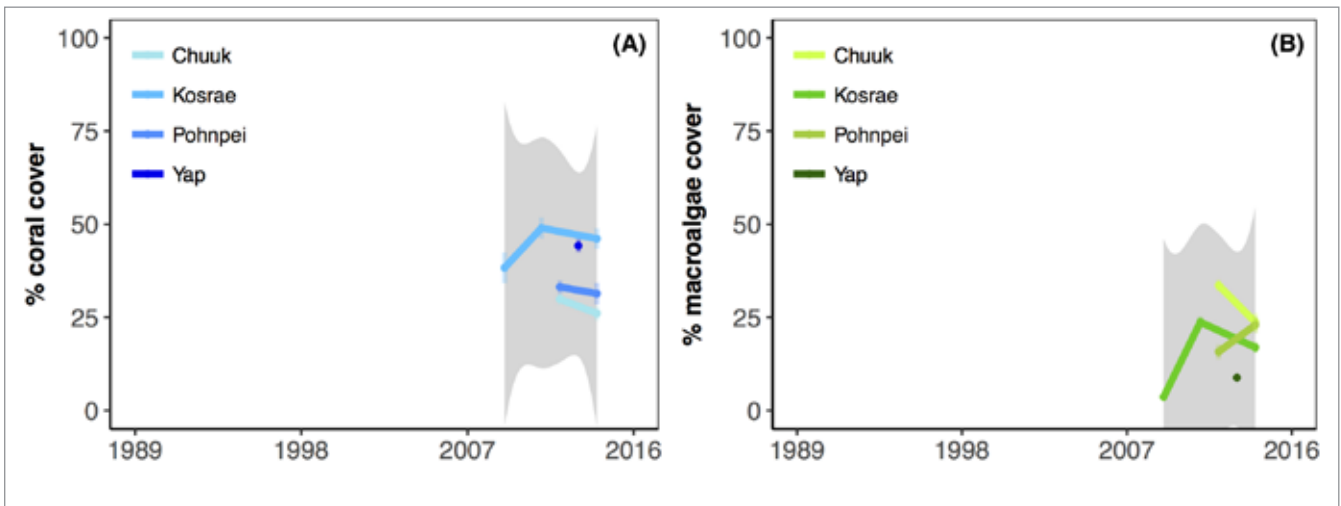 % coral cover
100
75
50
25
0
1989
1998
2007
2016
Chuuk
Kosrae
Pohnpei
Yap
(A)
% macroalgae cover
100
75
50
25
0
1989
1998
2007
2016
Chuuk
Kosrae
Pohnpei
Yap
(B)